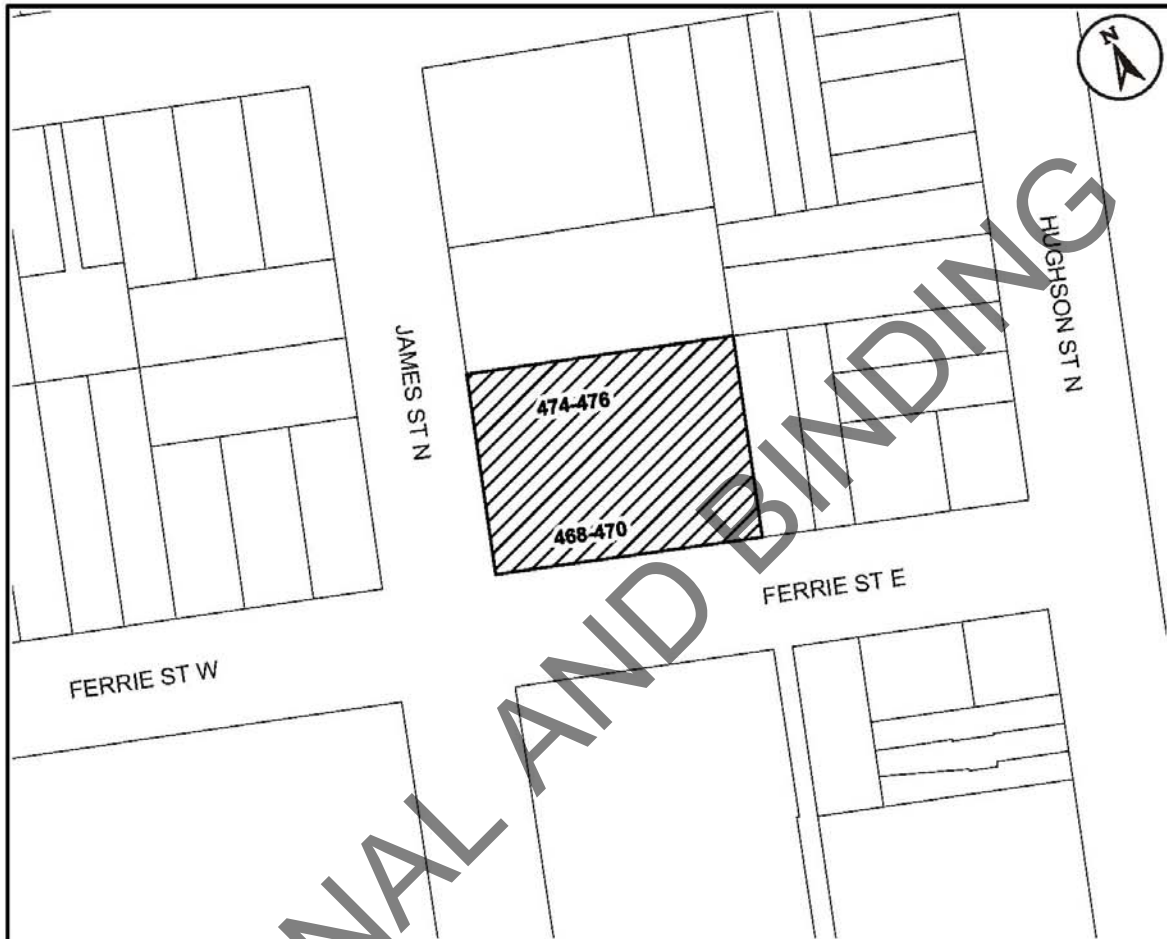 N
HUGHSON ST N
JAMES ST N
474-476
468-470
FERRIE ST E
FERRIE ST W
NAL AND BINDING